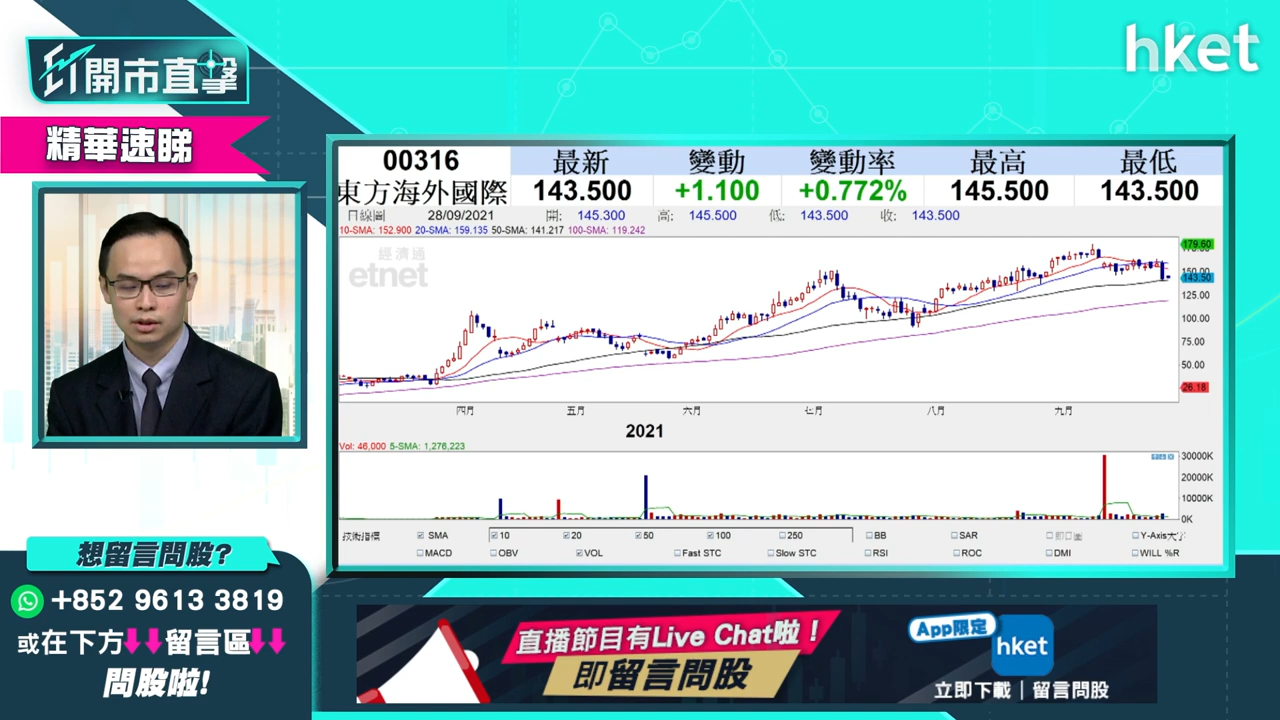 hket
ET開市直擊
精華速睇
00316 最新 變動 變動率 最高 最低
東方海外國際 143.500 +1.100 +0.772% 145.500 143.500
日線圖 28/09/2021 開: 145.300 高: 145.500 低: 143.500 收: 143.500
10-SMA: 152.900 20-SMA: 159.135 50-SMA: 141.217 100-SMA: 119.242
經濟通
etnet
179.60
150.00
143.50
125.00
100.00
75.00
50.00
26.18
四月 五月 六月 七月 八月 九月
2021
Vol: 46,000 5-SMA: 1,276,223
30000K
20000K
10000K
0K
技術指標 SMA 10 20 50 100 250 BB SAR Y-Axis大字
MACD OBV VOL Fast STC Slow STC RSI ROC DMI WILL %R
想留言問股?
+852 9613 3819
或在下方留言區
問股啦!
直播節目有Live Chat啦！
即留言問股
App限定
hket
立即下載｜留言問股